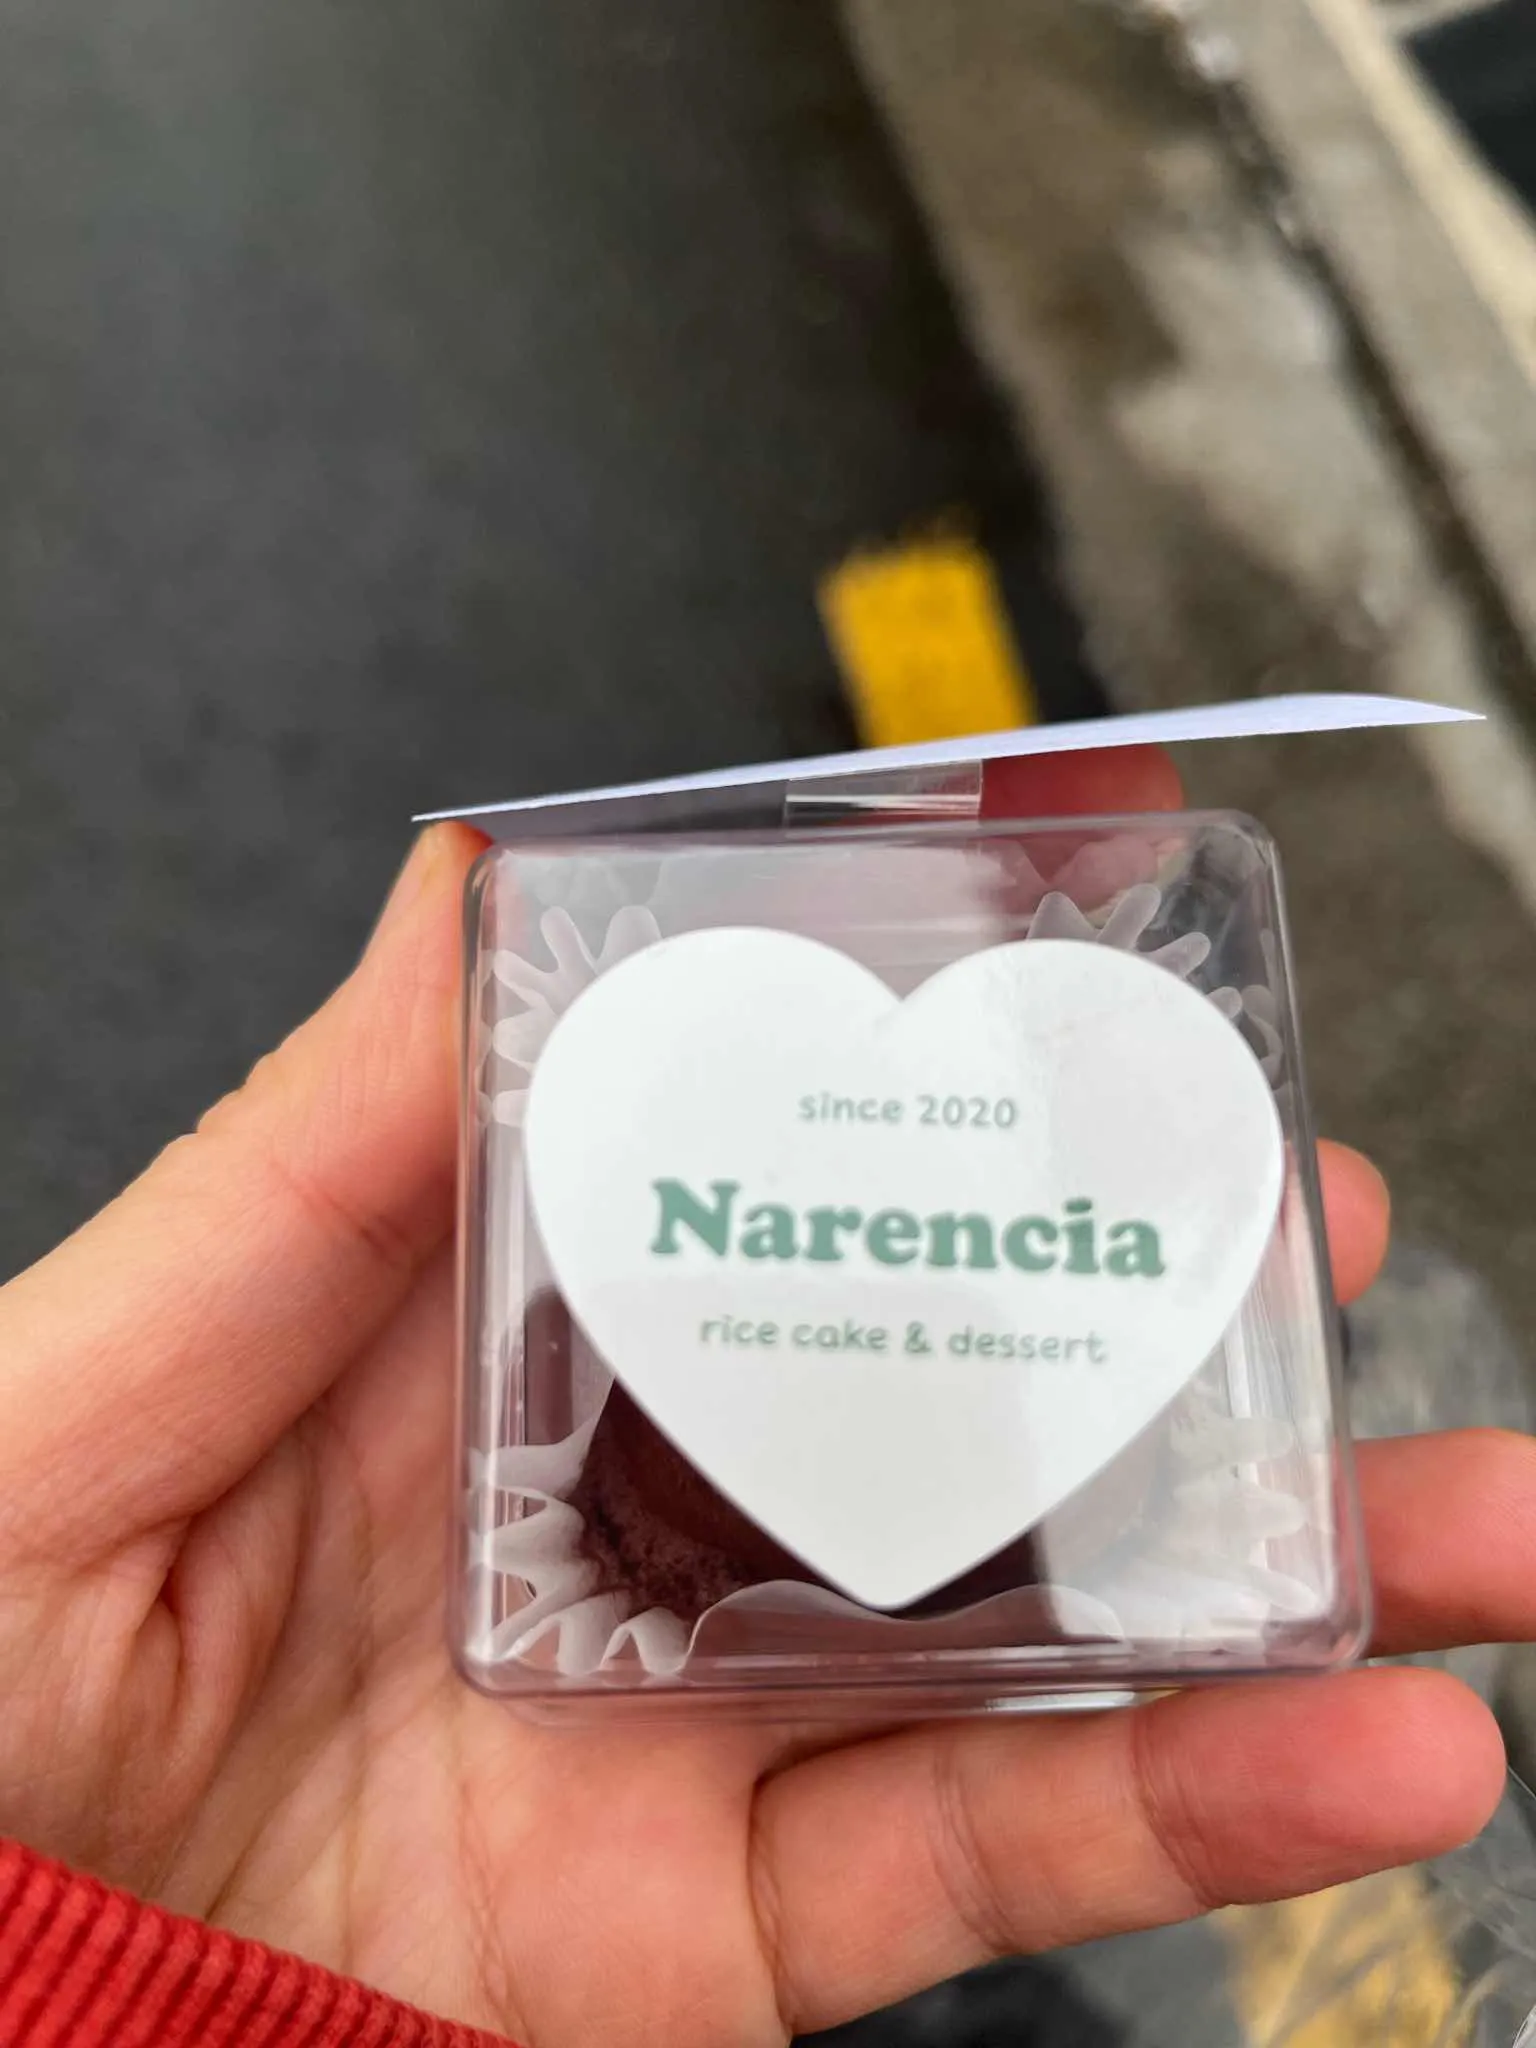 since 2020
Narencia
rice cake & dessert